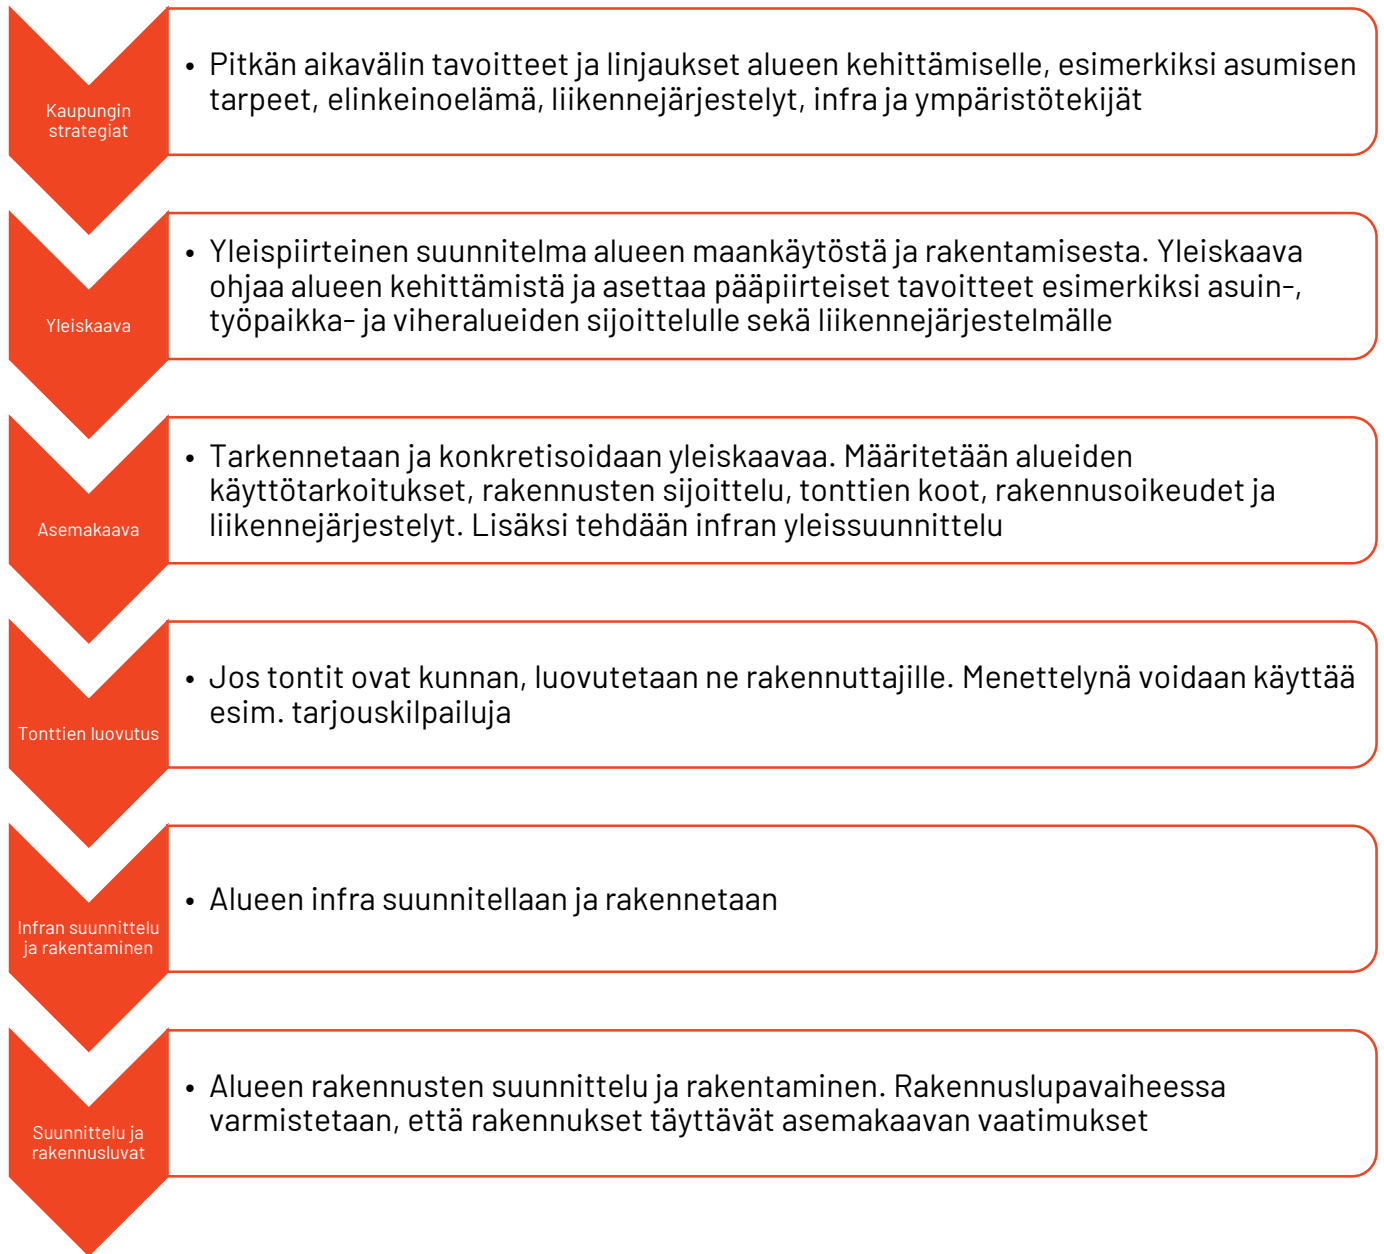 Kaupungin
strategiat
• Pitkän aikavälin tavoitteet ja linjaukset alueen kehittämiselle, esimerkiksi asumisen
tarpeet, elinkeinoelämä, liikennejärjestelyt, infra ja ympäristötekijät
Yleiskaava
• Yleispiirteinen suunnitelma alueen maankäytöstä ja rakentamisesta. Yleiskaava
ohjaa alueen kehittämistä ja asettaa pääpiirteiset tavoitteet esimerkiksi asuin-,
työpaikka- ja viheralueiden sijoittelulle sekä liikennejärjestelmälle
Asemakaava
• Tarkennetaan ja konkretisoidaan yleiskaavaa. Määritetään alueiden
käyttötarkoitukset, rakennusten sijoittelu, tonttien koot, rakennusoikeudet ja
liikennejärjestelyt. Lisäksi tehdään infran yleissuunnittelu
Tonttien luovutus
• Jos tontit ovat kunnan, luovutetaan ne rakennuttajille. Menettelynä voidaan käyttää
esim. tarjouskilpailuja
Infran suunnittelu
ja rakentaminen
• Alueen infra suunnitellaan ja rakennetaan
Suunnittelu ja
rakennusluvat
• Alueen rakennusten suunnittelu ja rakentaminen. Rakennuslupavaiheessa
varmistetaan, että rakennukset täyttävät asemakaavan vaatimukset